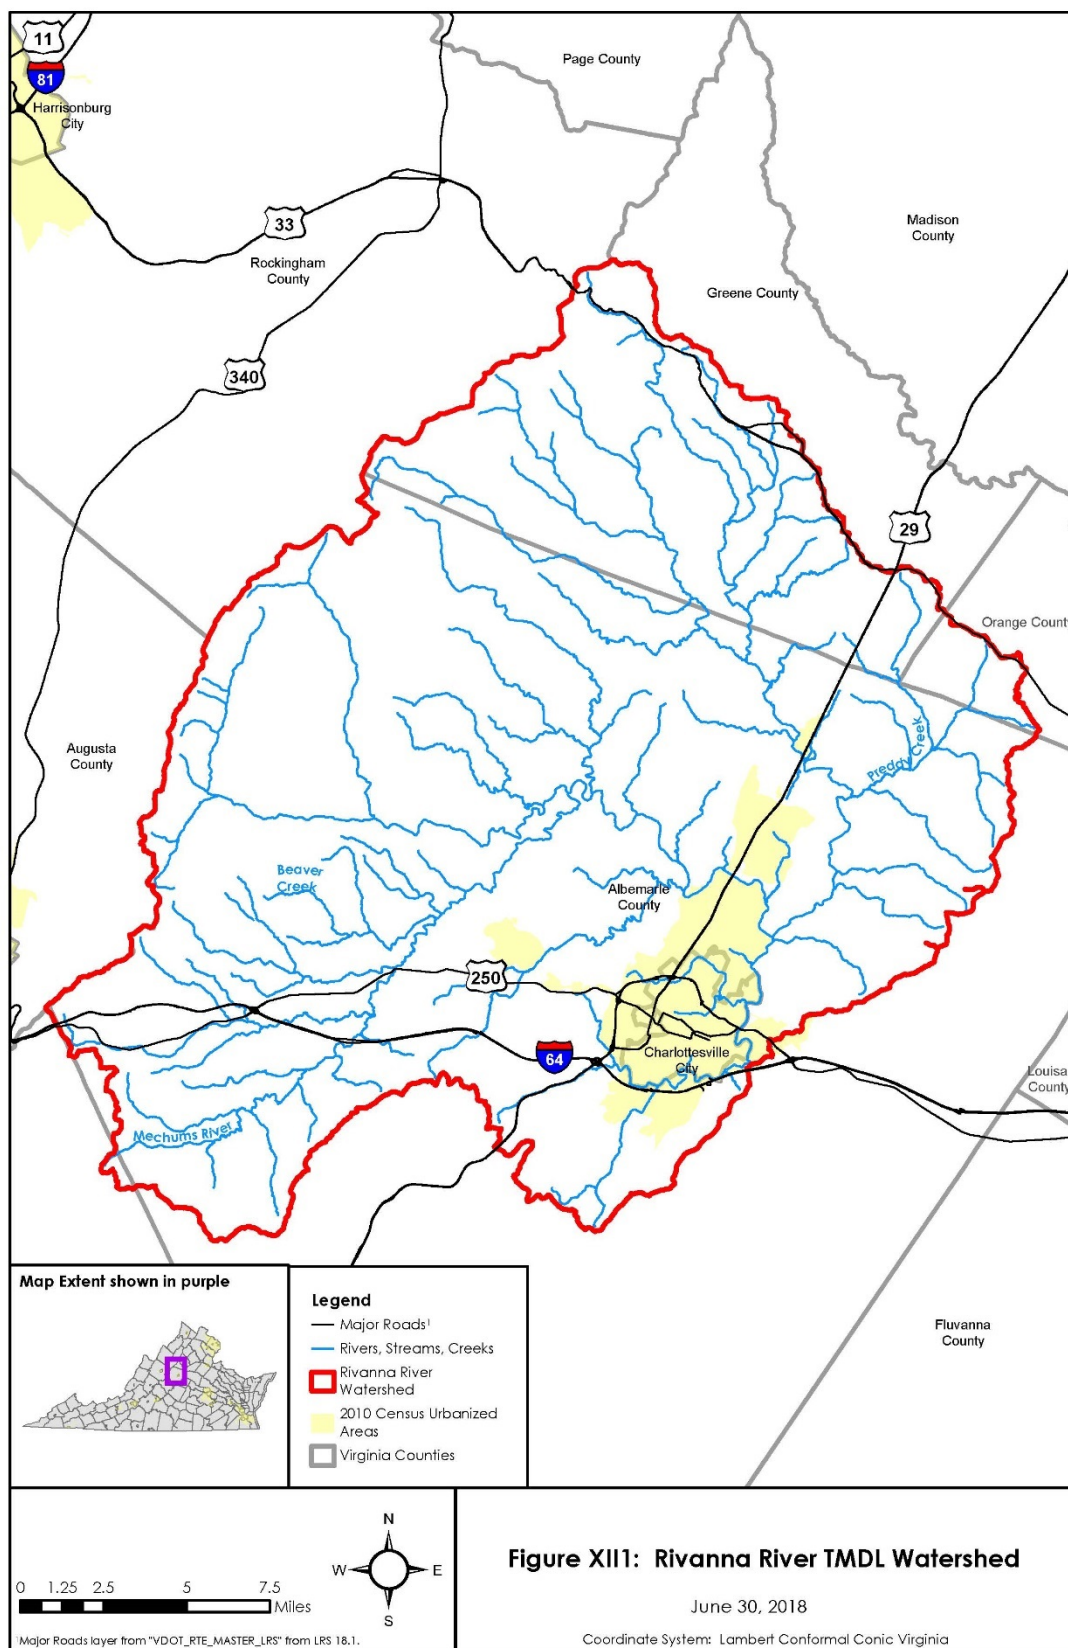 11
81
Harrisonburg
City
Page County
Madison
County
33
Rockingham
County
Greene County
340
29
Orange County
Augusta
County
Preddy Creek
Beaver
Creek
Albemarle
County
250
64
Charlottesville
City
Louisa
County
Mechums River
Fluvanna
County
Map Extent shown in purple
Legend
Major Roads¹
Rivers, Streams, Creeks
Rivanna River
Watershed
2010 Census Urbanized
Areas
Virginia Counties
N
W E
S
0 1.25 2.5 5 7.5
Miles
¹Major Roads layer from "VDOT_RTE_MASTER_LRS" from LRS 18.1.
Figure XII1: Rivanna River TMDL Watershed
June 30, 2018
Coordinate System: Lambert Conformal Conic Virginia